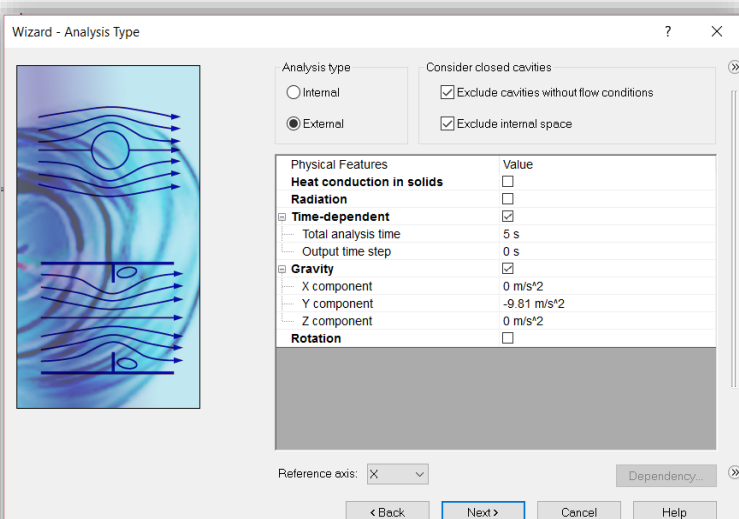 Wizard - Analysis Type
?
Analysis type
Internal
External
Consider closed cavities
Exclude cavities without flow conditions
Exclude internal space
Physical Features Value
Heat conduction in solids
Radiation
Time-dependent
Total analysis time 5 s
Output time step 0 s
Gravity
X component 0 m/s^2
Y component -9.81 m/s^2
Z component 0 m/s^2
Rotation
Reference axis: X
Dependency...
< Back Next > Cancel Help